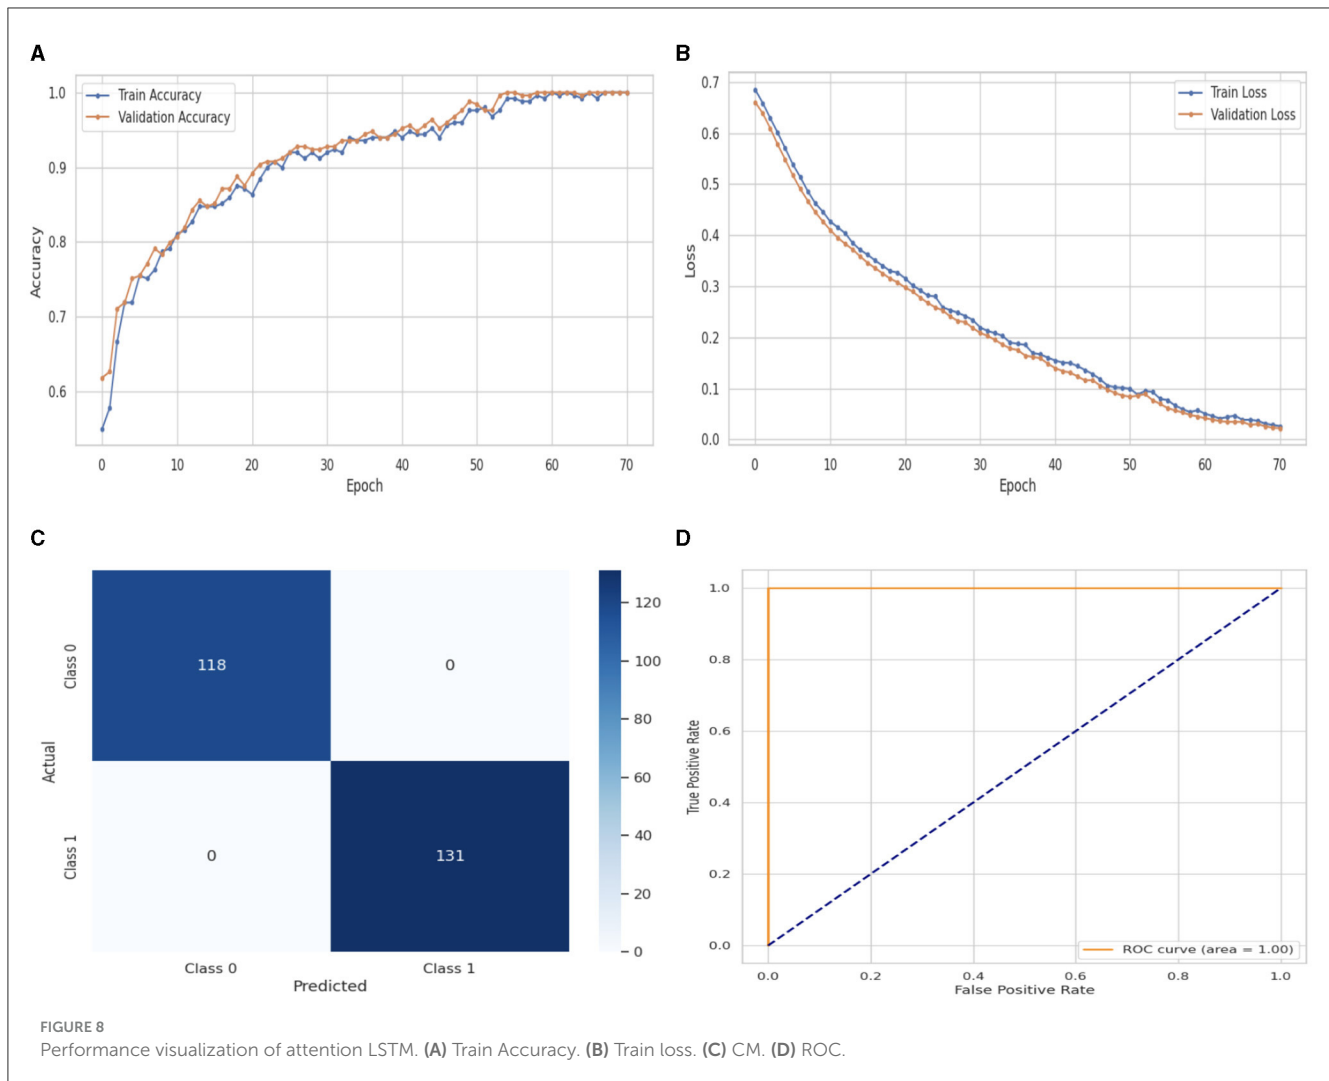 A
Train Accuracy
Validation Accuracy
1.0
0.9
0.8
0.7
0.6
Accuracy
0 10 20 30 40 50 60 70
Epoch
B
Train Loss
Validation Loss
0.7
0.6
0.5
0.4
0.3
0.2
0.1
0.0
Loss
0 10 20 30 40 50 60 70
Epoch
C
Class 0
Class 1
Actual
118 0
0 131
Class 0 Class 1
Predicted
120
100
80
60
40
20
0
D
1.0
0.8
0.6
0.4
0.2
0.0
True Positive Rate
ROC curve (area = 1.00)
0.0 0.2 0.4 0.6 0.8 1.0
False Positive Rate
FIGURE 8
Performance visualization of attention LSTM. (A) Train Accuracy. (B) Train loss. (C) CM. (D) ROC.